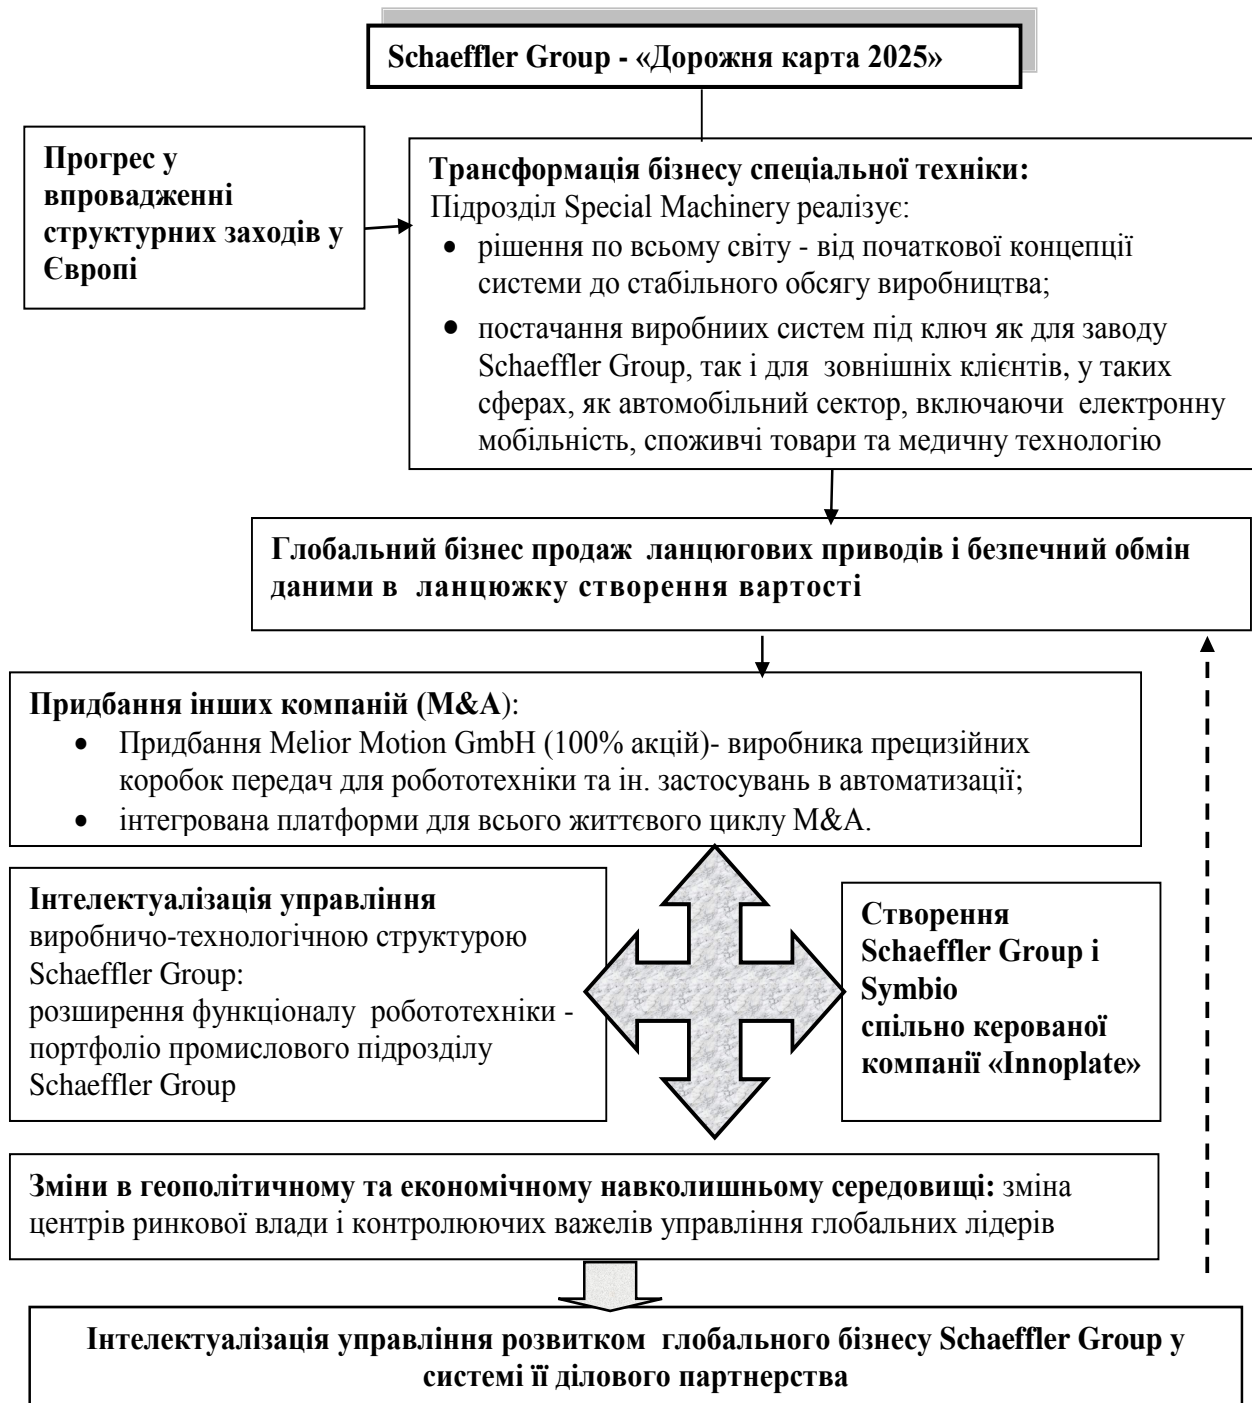 Schaeffler Group - «Дорожня карта 2025»
Прогрес у
впровадженні
структурних заходів у
Європі
Трансформація бізнесу спеціальної техніки:
Підрозділ Special Machinery реалізує:
• рішення по всьому світу - від початкової концепції
системи до стабільного обсягу виробництва;
• постачання виробниих систем під ключ як для заводу
Schaeffler Group, так і для зовнішніх клієнтів, у таких
сферах, як автомобільний сектор, включаючи електронну
мобільність, споживчі товари та медичну технологію
Глобальний бізнес продаж ланцюгових приводів і безпечний обмін
даними в ланцюжку створення вартості
Придбання інших компаній (M&A):
• Придбання Melior Motion GmbH (100% акцій)- виробника прецизійних
коробок передач для робототехніки та ін. застосувань в автоматизації;
• інтегрована платформи для всього життєвого циклу M&A.
Інтелектуалізація управління
виробничо-технологічною структурою
Schaeffler Group:
розширення функціоналу робототехніки -
портфоліо промислового підрозділу
Schaeffler Group
Створення
Schaeffler Group і
Symbio
спільно керованої
компанії «Innoplate»
Зміни в геополітичному та економічному навколишньому середовищі: зміна
центрів ринкової влади і контролюючих важелів управління глобальних лідерів
Інтелектуалізація управління розвитком глобального бізнесу Schaeffler Group у
системі її ділового партнерства